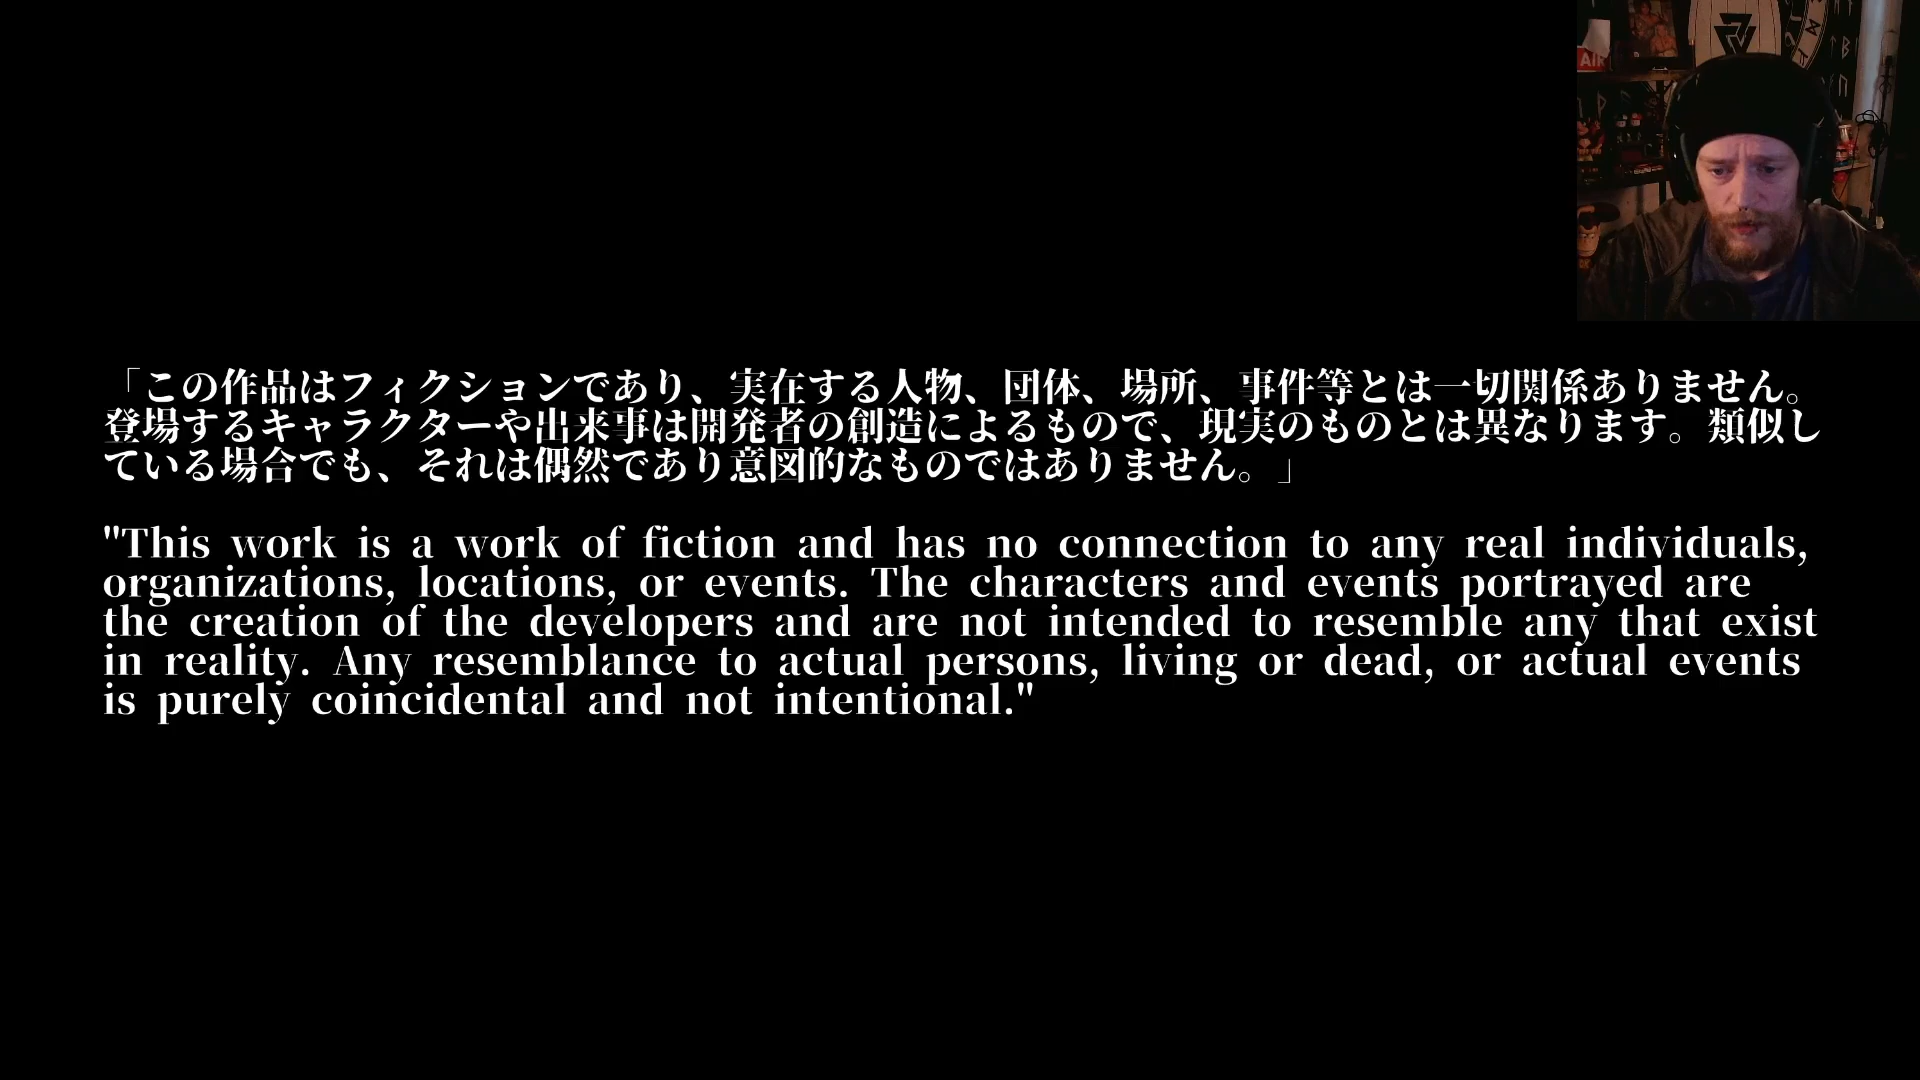 AIR
「この作品はフィクションであり、実在する人物、団体、場所、事件等とは一切関係ありません。
登場するキャラクターや出来事は開発者の創造によるもので、現実のものとは異なります。類似し
ている場合でも、それは偶然であり意図的なものではありません。」
"This work is a work of fiction and has no connection to any real individuals,
organizations, locations, or events. The characters and events portrayed are
the creation of the developers and are not intended to resemble any that exist
in reality. Any resemblance to actual persons, living or dead, or actual events
is purely coincidental and not intentional."